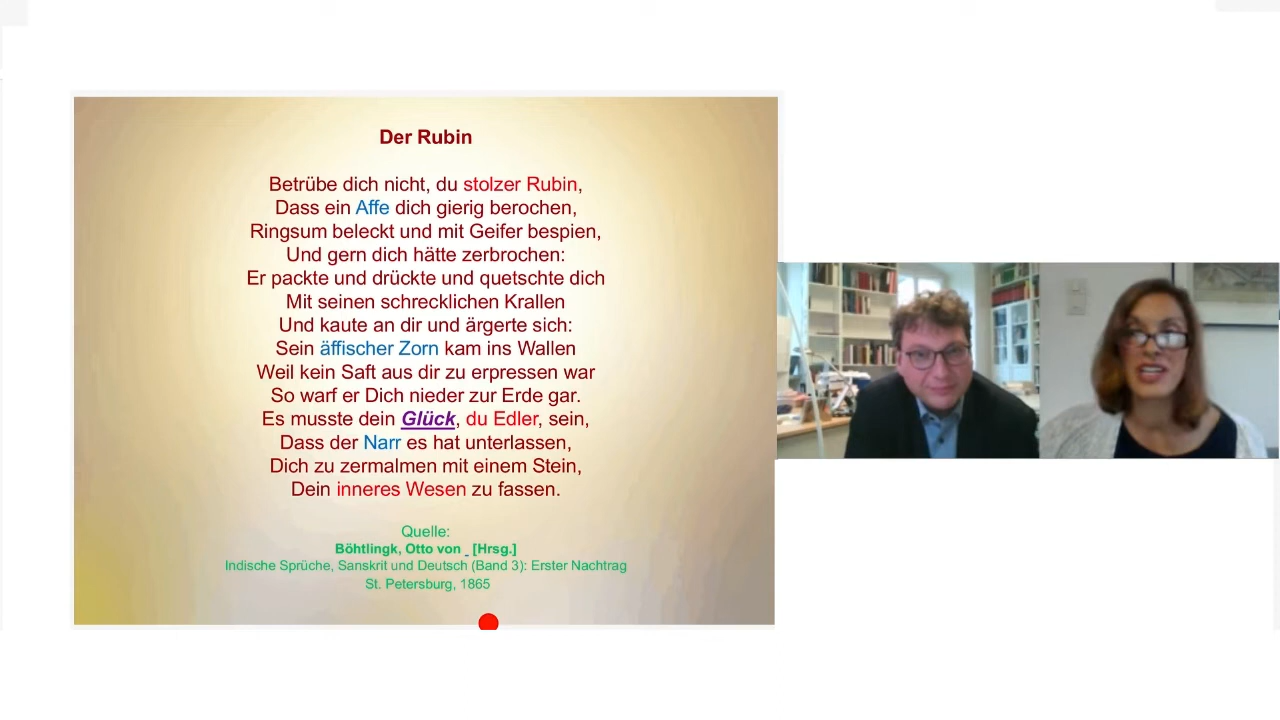 Der Rubin
Betrübe dich nicht, du stolzer Rubin,
Dass ein Affe dich gierig berochen,
Ringsum beleckt und mit Geifer bespien,
Und gern dich hätte zerbrochen:
Er packte und drückte und quetschte dich
Mit seinen schrecklichen Krallen
Und kaute an dir und ärgerte sich:
Sein äffischer Zorn kam ins Wallen
Weil kein Saft aus dir zu erpressen war
So warf er Dich nieder zur Erde gar.
Es musste dein Glück, du Edler, sein,
Dass der Narr es hat unterlassen,
Dich zu zermalmen mit einem Stein,
Dein inneres Wesen zu fassen.
Quelle:
Böhtlingk, Otto von _ [Hrsg.]
Indische Sprüche, Sanskrit und Deutsch (Band 3): Erster Nachtrag
St. Petersburg, 1865